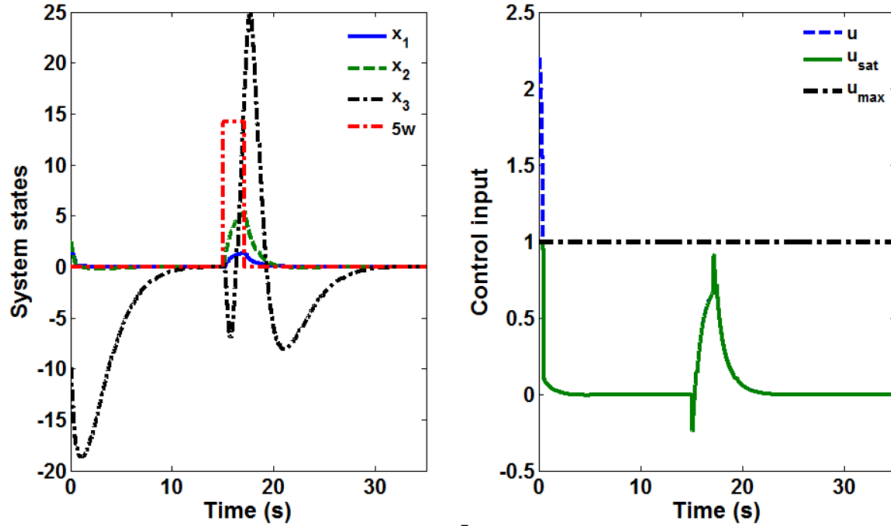 25
20
15
10
5
0
-5
-10
-15
-20
0
10
20
30
System states
Time (s)
x₁
x₂
x₃
5w
2.5
2
1.5
1
0.5
0
-0.5
0
10
20
30
Control input
Time (s)
u
u_sat
u_max